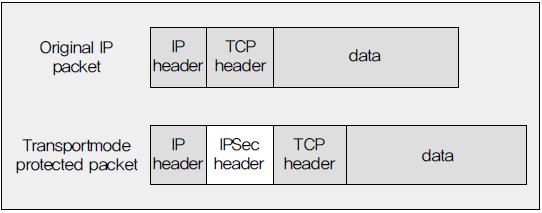 Original IP
packet
IP
header
TCP
header
data
Transportmode
protected packet
IP
header
IPSec
header
TCP
header
data